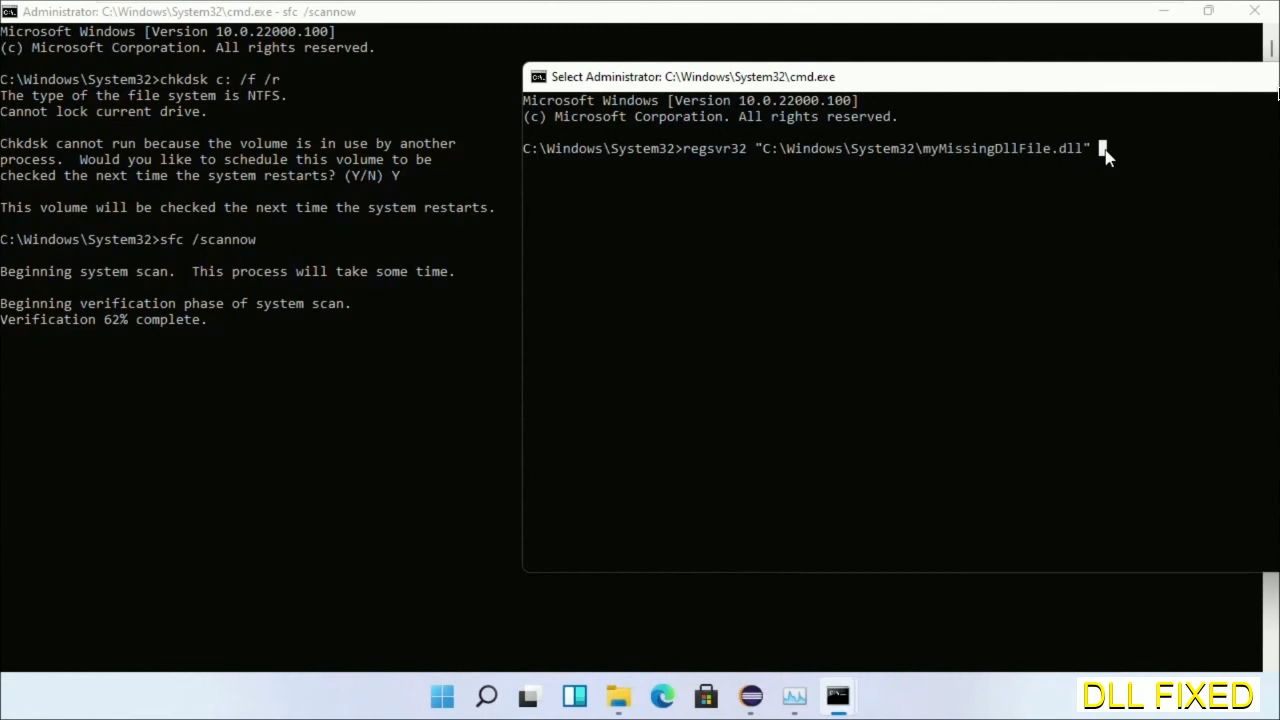 Administrator: C:\Windows\System32\cmd.exe - sfc /scannow
Microsoft Windows [Version 10.0.22000.100]
(c) Microsoft Corporation. All rights reserved.
C:\Windows\System32>chkdsk c: /f /r
The type of the file system is NTFS.
Cannot lock current drive.
Chkdsk cannot run because the volume is in use by another
process.  Would you like to schedule this volume to be
checked the next time the system restarts? (Y/N) Y
This volume will be checked the next time the system restarts.
C:\Windows\System32>sfc /scannow
Beginning system scan.  This process will take some time.
Beginning verification phase of system scan.
Verification 62% complete.
Select Administrator: C:\Windows\System32\cmd.exe
Microsoft Windows [Version 10.0.22000.100]
(c) Microsoft Corporation. All rights reserved.
C:\Windows\System32>regsvr32 "C:\Windows\System32\myMissingDllFile.dll"
DLL FIXED